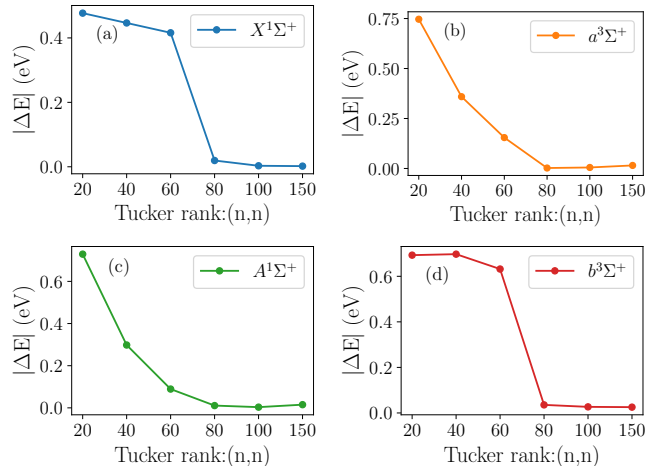 0.4
0.2
0.0
|ΔE| (eV)
(a)
X¹Σ⁺
20 40 60 80 100 150
Tucker rank:(n,n)
0.75
0.50
0.25
0.00
|ΔE| (eV)
(b)
a³Σ⁺
20 40 60 80 100 150
Tucker rank:(n,n)
0.6
0.4
0.2
0.0
|ΔE| (eV)
(c)
A¹Σ⁺
20 40 60 80 100 150
Tucker rank:(n,n)
0.6
0.4
0.2
0.0
|ΔE| (eV)
(d)
b³Σ⁺
20 40 60 80 100 150
Tucker rank:(n,n)